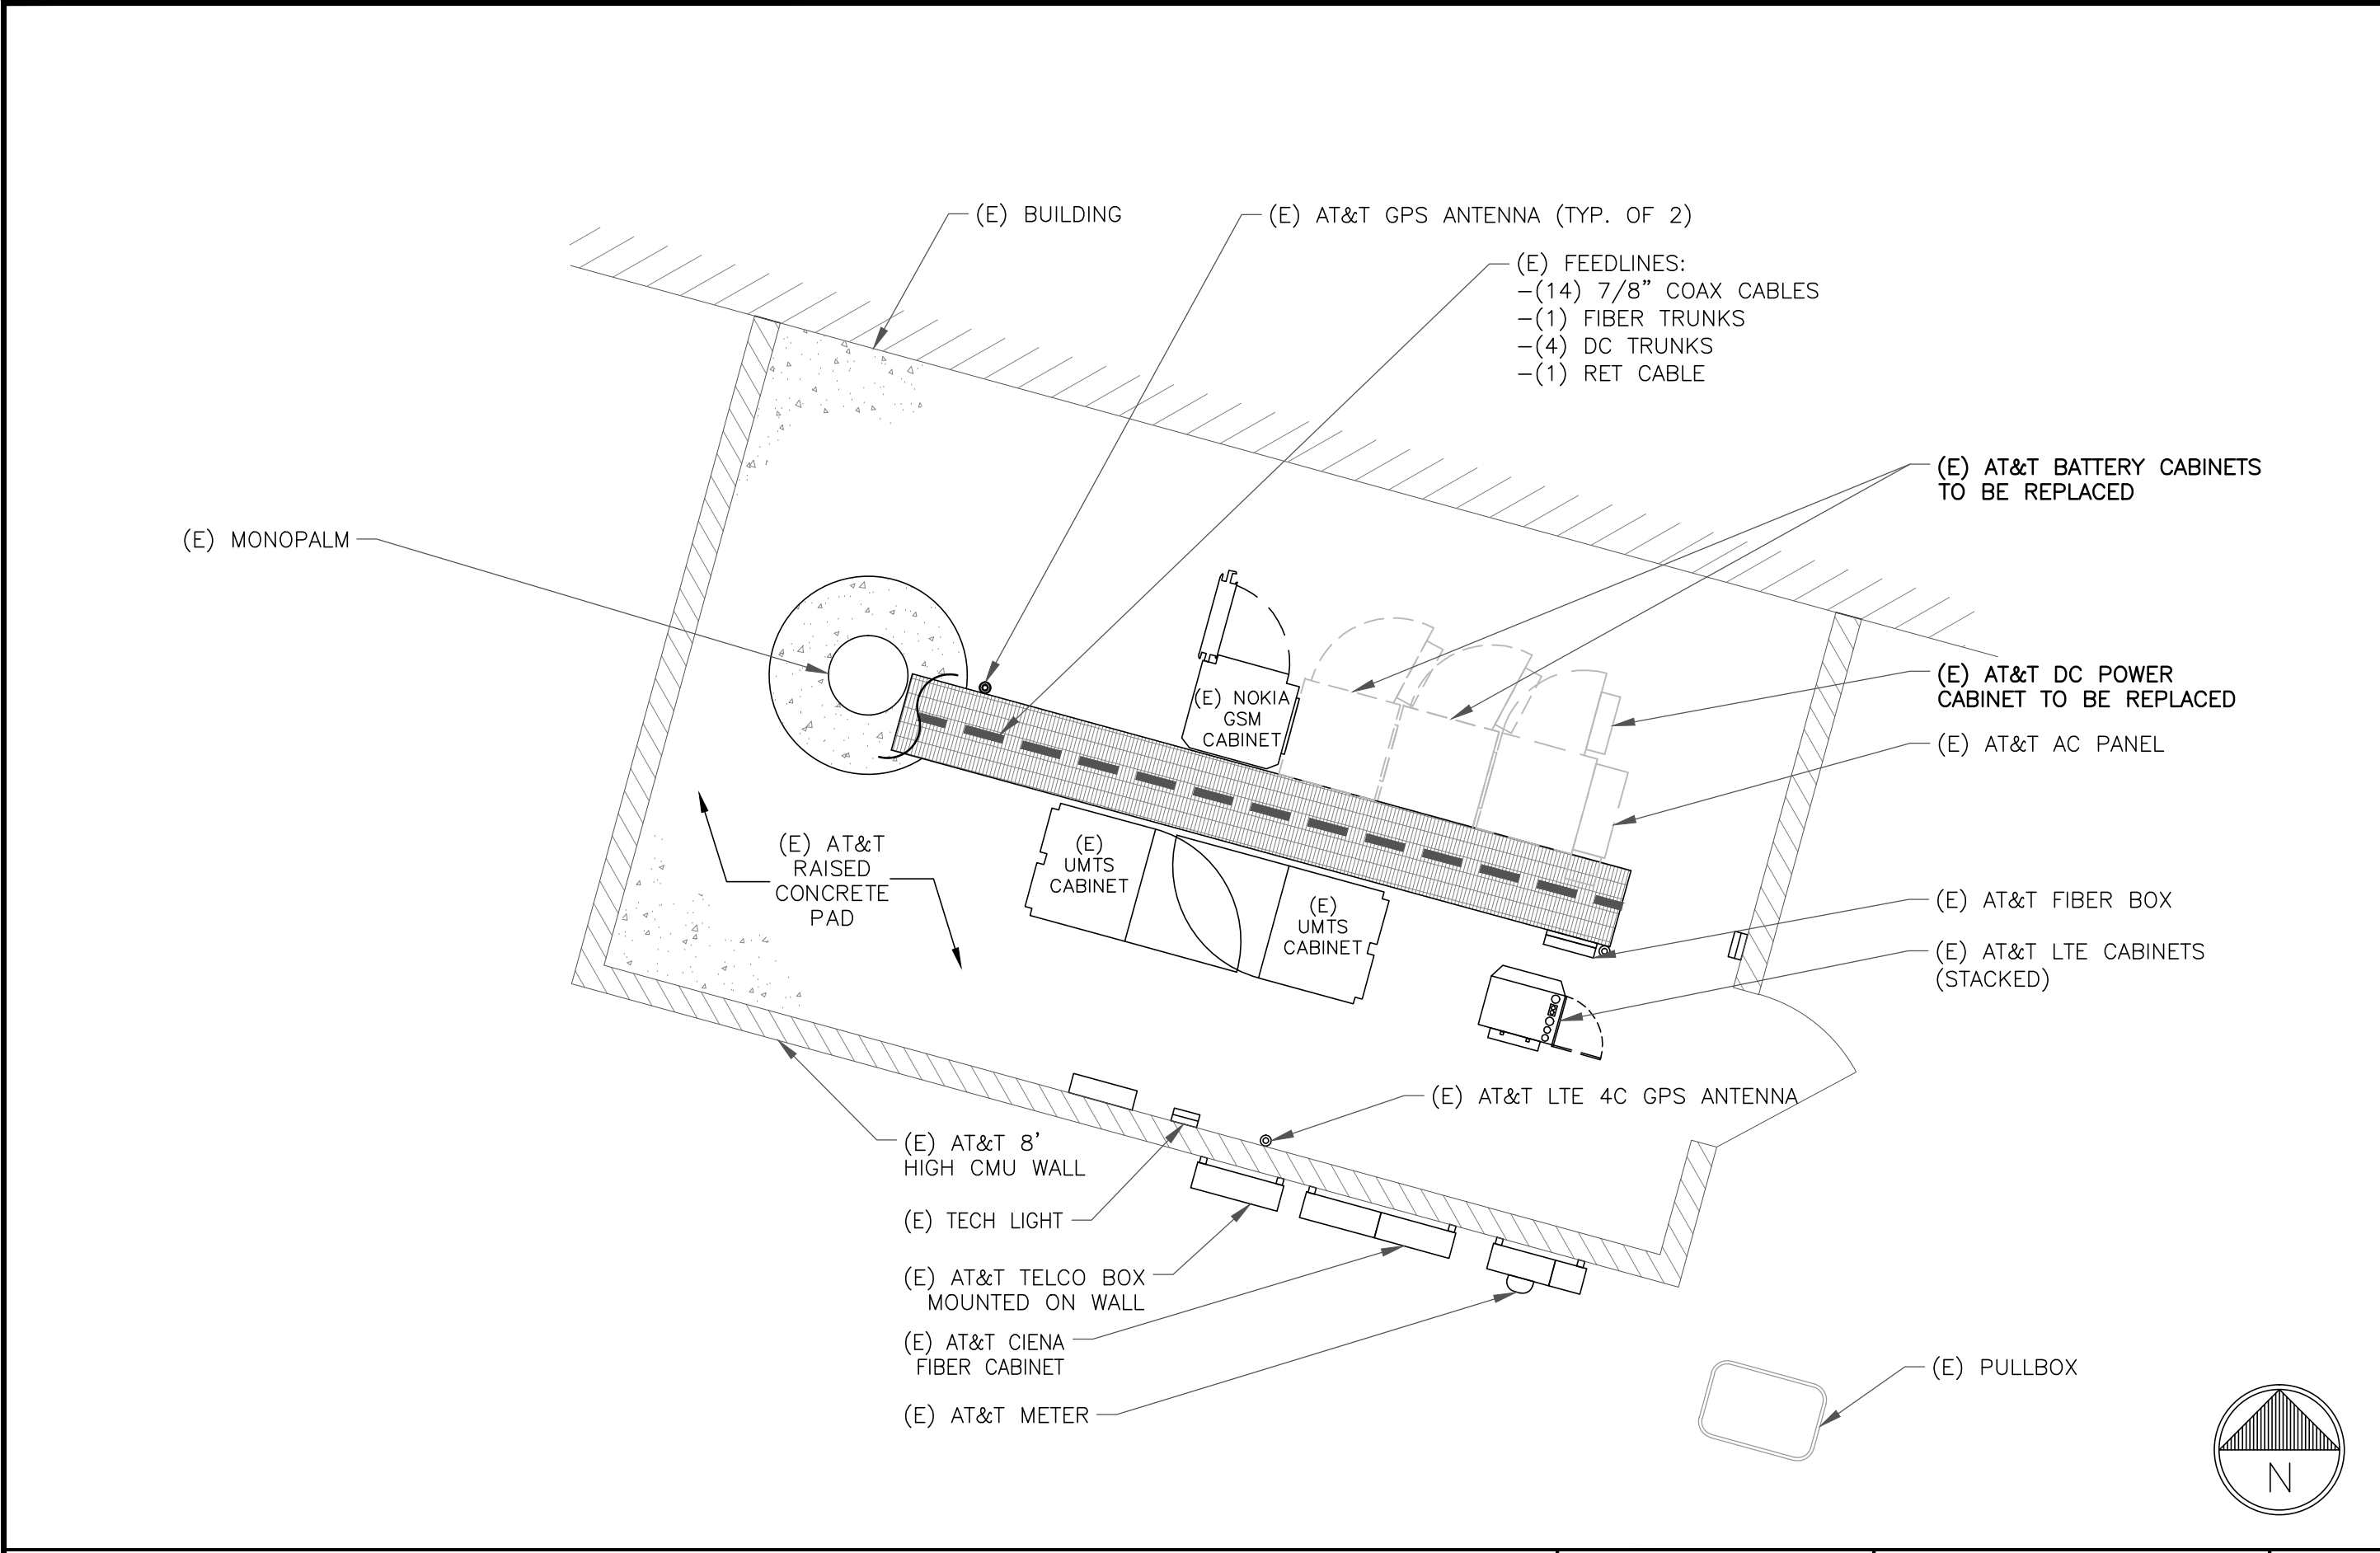 (E) BUILDING
(E) AT&T GPS ANTENNA (TYP. OF 2)
(E) FEEDLINES:
-(14) 7/8" COAX CABLES
-(1) FIBER TRUNKS
-(4) DC TRUNKS
-(1) RET CABLE
(E) AT&T BATTERY CABINETS
TO BE REPLACED
(E) MONOPALM
(E) AT&T DC POWER
CABINET TO BE REPLACED
(E) NOKIA
GSM
CABINET
(E) AT&T AC PANEL
(E) AT&T
RAISED
CONCRETE
PAD
(E)
UMTS
CABINET
(E)
UMTS
CABINET
(E) AT&T FIBER BOX
(E) AT&T LTE CABINETS
(STACKED)
(E) AT&T LTE 4C GPS ANTENNA
(E) AT&T 8'
HIGH CMU WALL
(E) TECH LIGHT
(E) AT&T TELCO BOX
MOUNTED ON WALL
(E) AT&T CIENA
FIBER CABINET
(E) AT&T METER
(E) PULLBOX
N